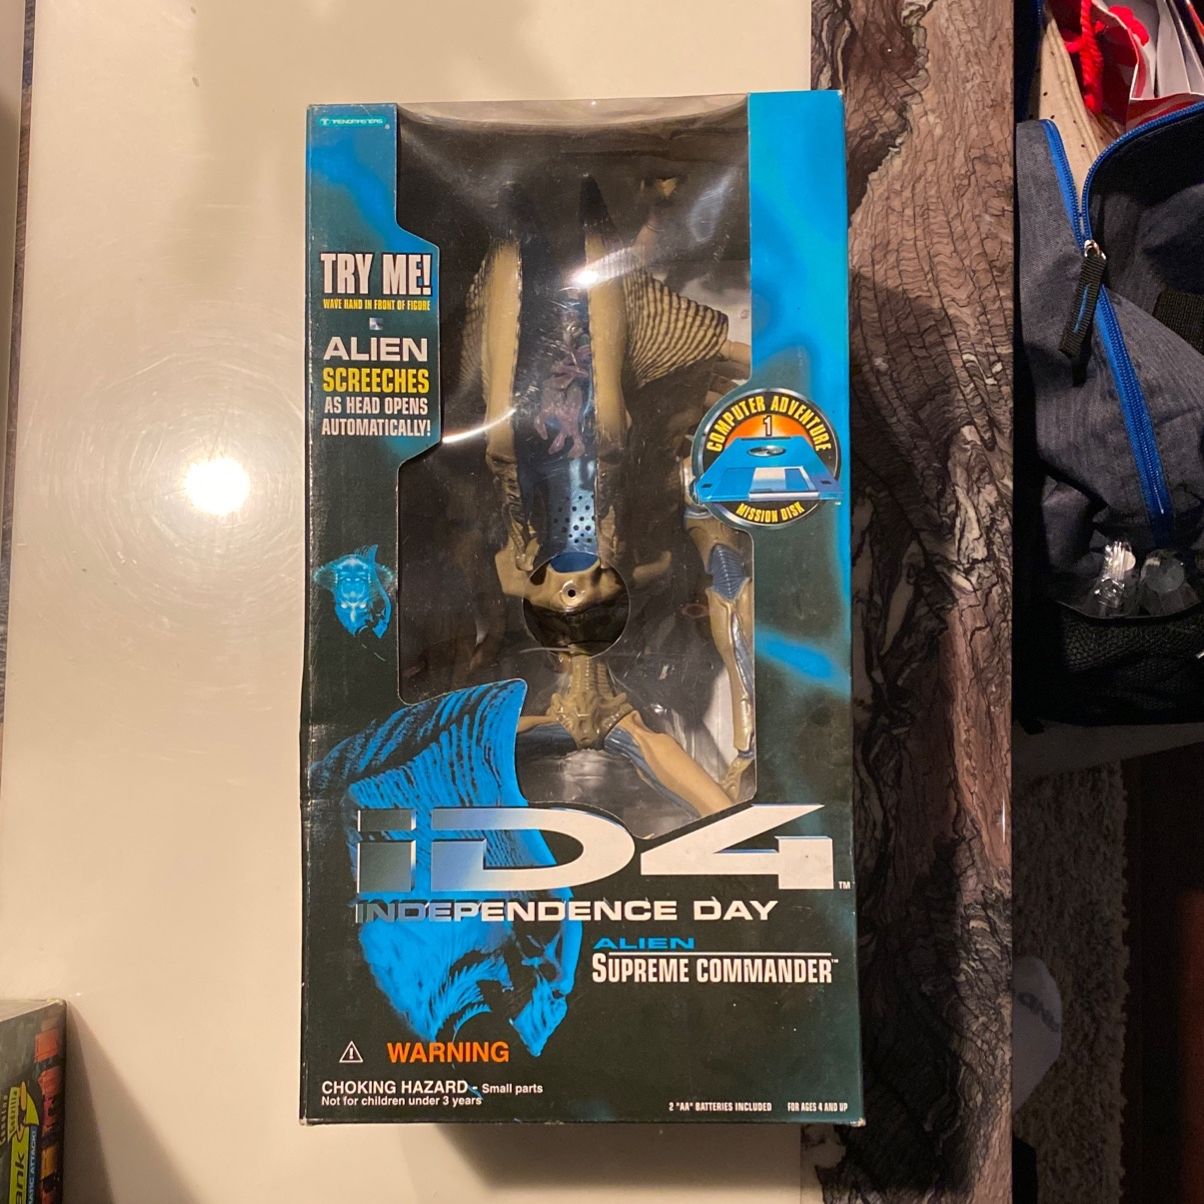 TRENDMASTERS
TRY ME!
WAVE HAND IN FRONT OF FIGURE
ALIEN
SCREECHES
AS HEAD OPENS
AUTOMATICALLY!
COMPUTER ADVENTURE
1
MISSION DISK
iD4
TM
INDEPENDENCE DAY
ALIEN
SUPREME COMMANDER™
WARNING
CHOKING HAZARD - Small parts
Not for children under 3 years
2 "AA" BATTERIES INCLUDED FOR AGES 4 AND UP